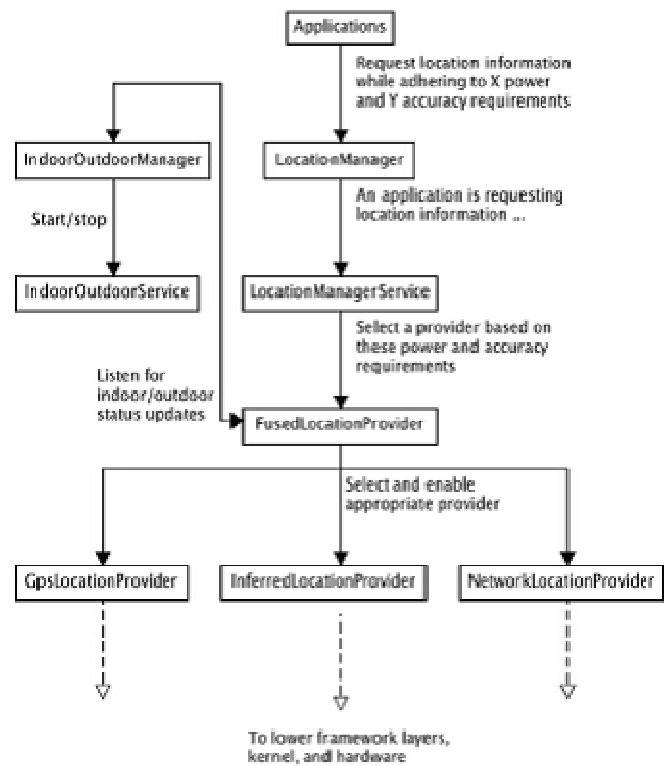 Applications
Request location information
while adhering to X power
and Y accuracy requirements
IndoorOutdoorManager
LocationManager
Start/stop
An application is requesting
location information ...
IndoorOutdoorService
LocationManagerService
Select a provider based on
these power and accuracy
requirements
Listen for
indoor/outdoor
status updates
FusedLocationProvider
Select and enable
appropriate provider
GpsLocationProvider
InferredLocationProvider
NetworkLocationProvider
To lower framework layers,
kernel, and hardware